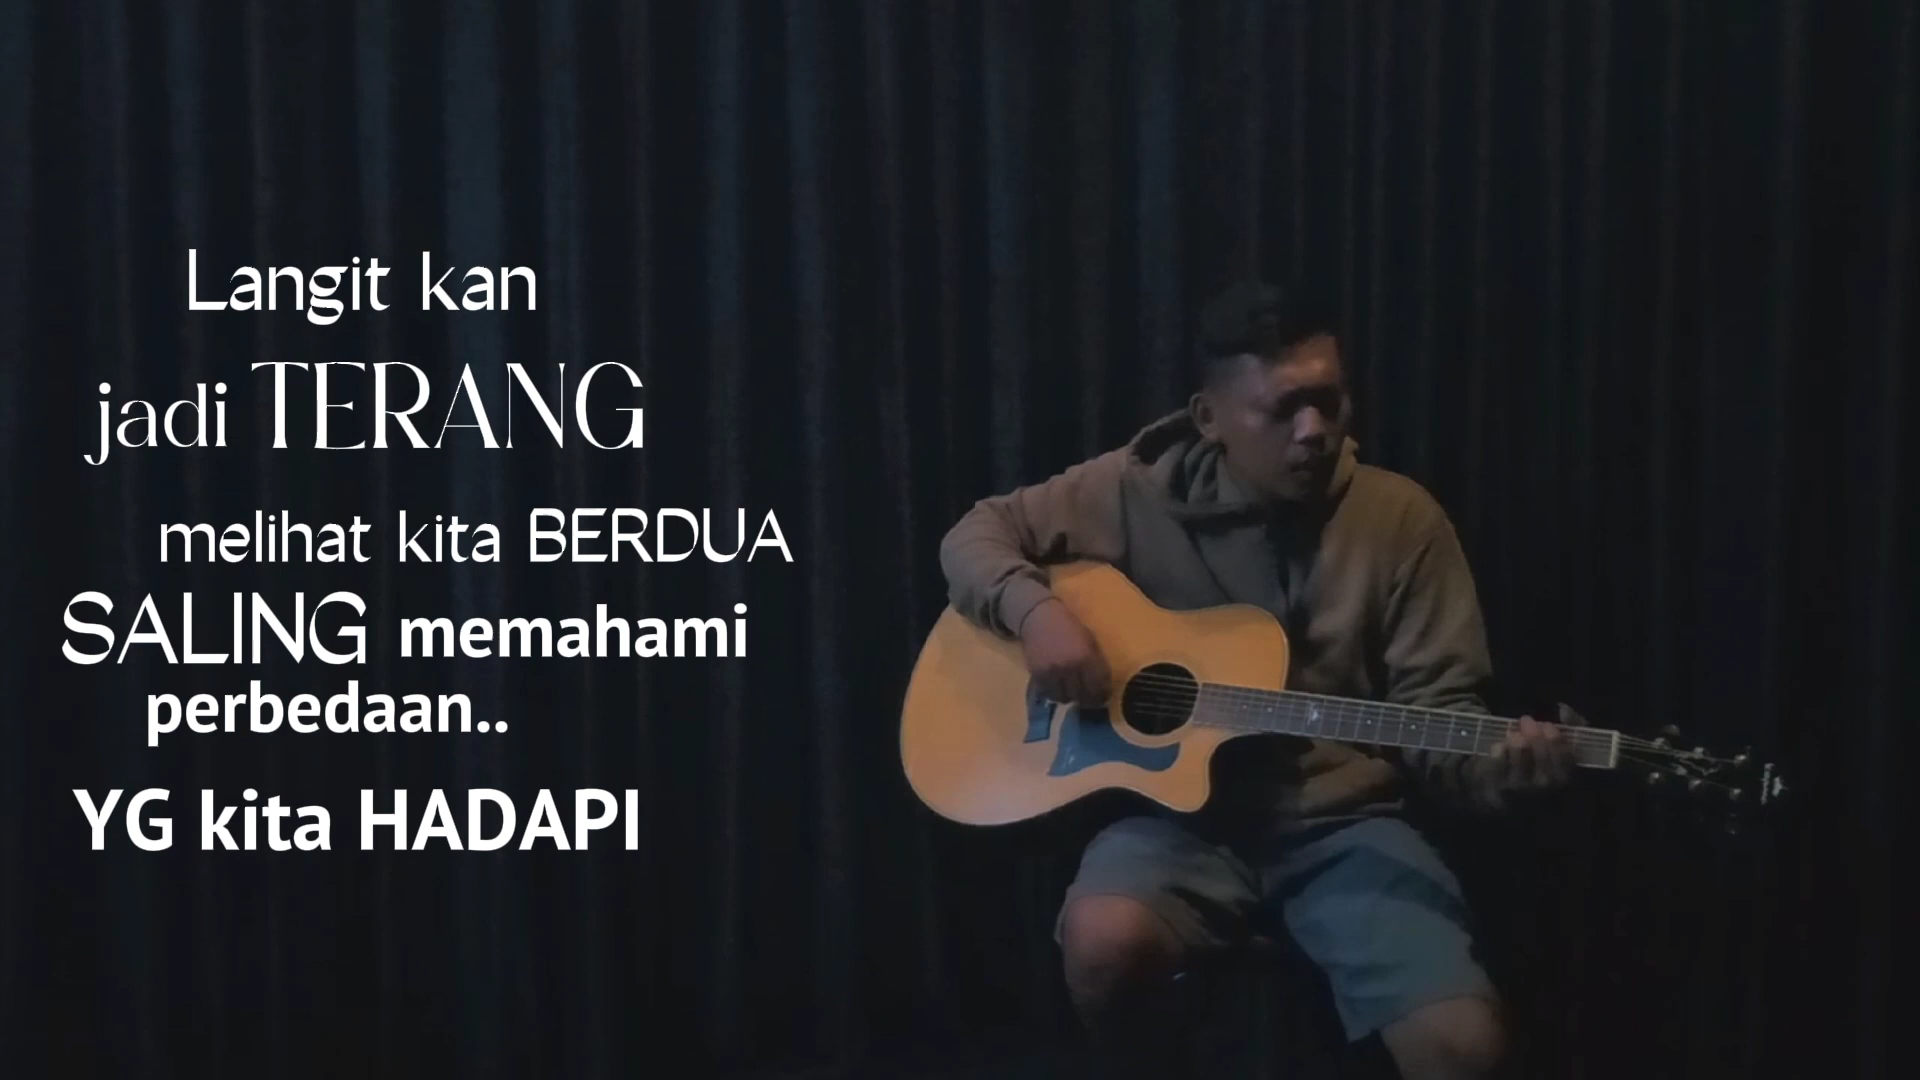 Langit kan
jadi TERANG
melihat kita BERDUA
SALING memahami
perbedaan..
YG kita HADAPI